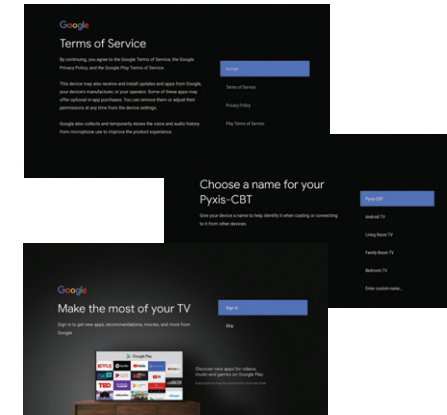 Google
Terms of Service
By continuing, you agree to the Google Terms of Service, the Google
Privacy Policy, and the Google Play Terms of Service.
This device may also receive and install updates and apps from Google,
your device's manufacturer, or your operator. Some of these apps may
offer optional in-app purchases. You can remove them or adjust their
permissions at any time from the device settings.
Google also collects and temporarily stores the voice and audio history
from microphone use to improve the product experience.
Accept
Terms of Service
Privacy Policy
Play Terms of Service
Choose a name for your
Pyxis-CBT
Give your device a name to help identify it when casting or connecting
to it from other devices.
Pyxis-CBT
Android TV
Living Room TV
Family Room TV
Bedroom TV
Enter custom name...
Google
Make the most of your TV
Sign in to get new apps, recommendations, movies, and more from
Google
Sign in
Skip
Google Play
NETFLIX
YouTube
TED
Discover new apps for videos,
music and games on Google Play